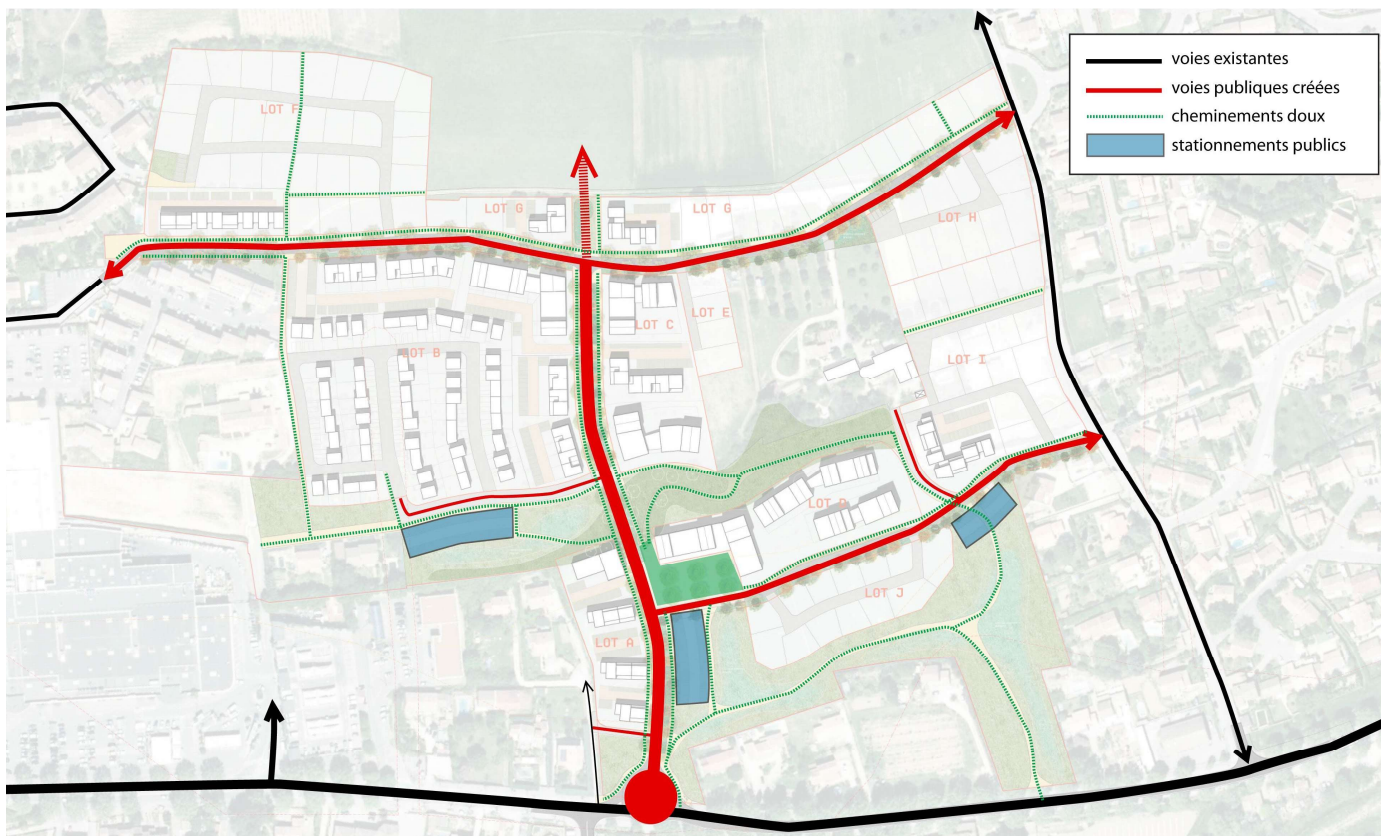 voies existantes
voies publiques créées
cheminements doux
stationnements publics
LOT F
LOT G
LOT G
LOT H
LOT C
LOT E
LOT B
LOT I
LOT D
LOT J
LOT A